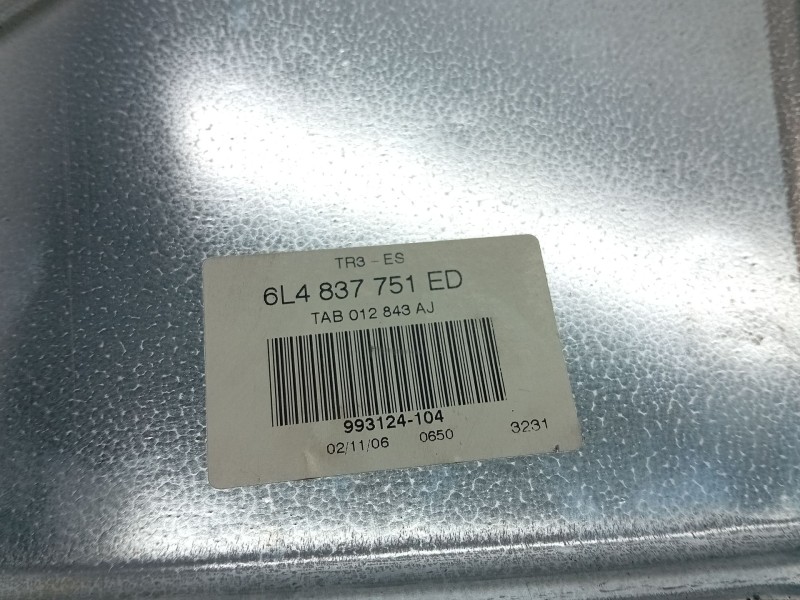 TR3 - ES
6L4 837 751 ED
TAB 012 843 AJ
993124-104
02/11/06 0650 3231